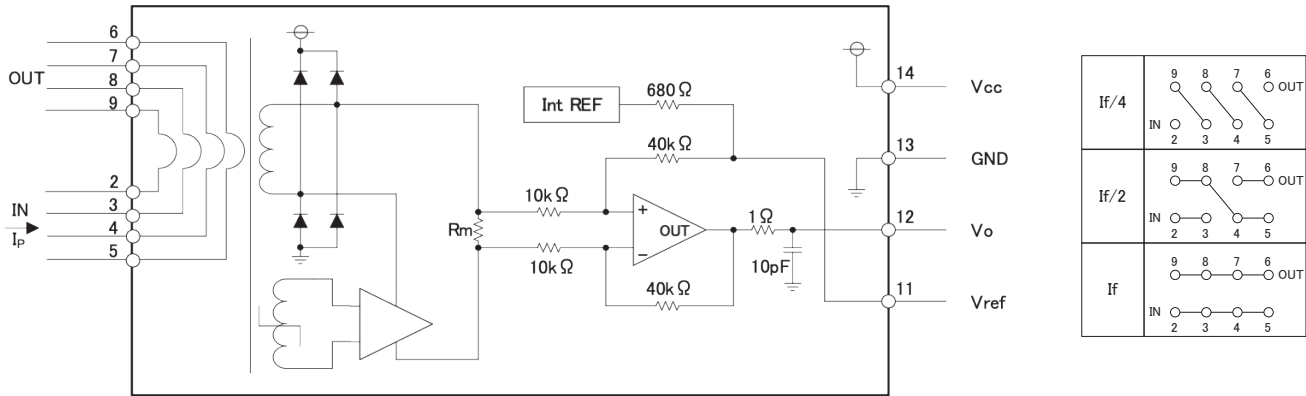 6
7
OUT
8
9
2
IN
3
I_P
4
5
Rm
10kΩ
10kΩ
Int REF
680Ω
40kΩ
+
OUT
−
40kΩ
1Ω
10pF
14
Vcc
13
GND
12
Vo
11
Vref
If/4
9 8 7 6
OUT
IN
2 3 4 5
If/2
9 8 7 6
OUT
IN
2 3 4 5
If
9 8 7 6
OUT
IN
2 3 4 5